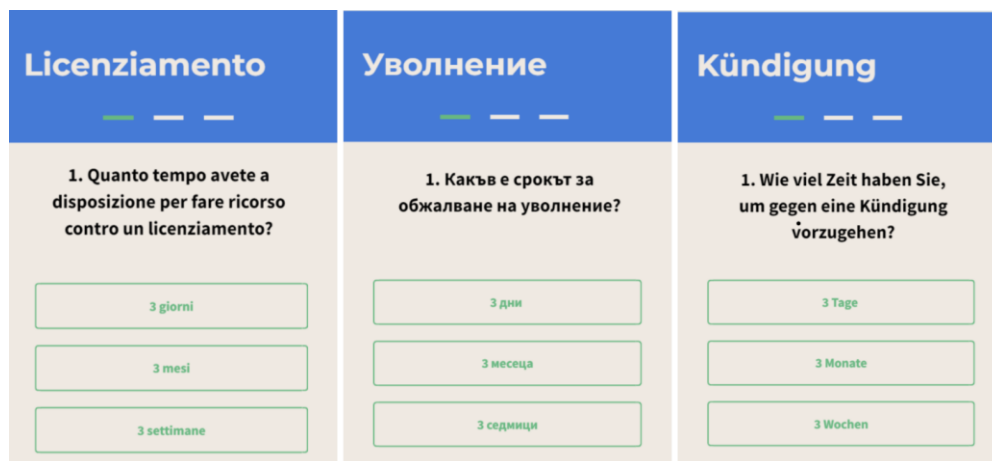 Licenziamento
1. Quanto tempo avete a
disposizione per fare ricorso
contro un licenziamento?
3 giorni
3 mesi
3 settimane
Уволнение
1. Какъв е срокът за
обжалване на уволнение?
3 дни
3 месеца
3 седмици
Kündigung
1. Wie viel Zeit haben Sie,
um gegen eine Kündigung
vorzugehen?
3 Tage
3 Monate
3 Wochen